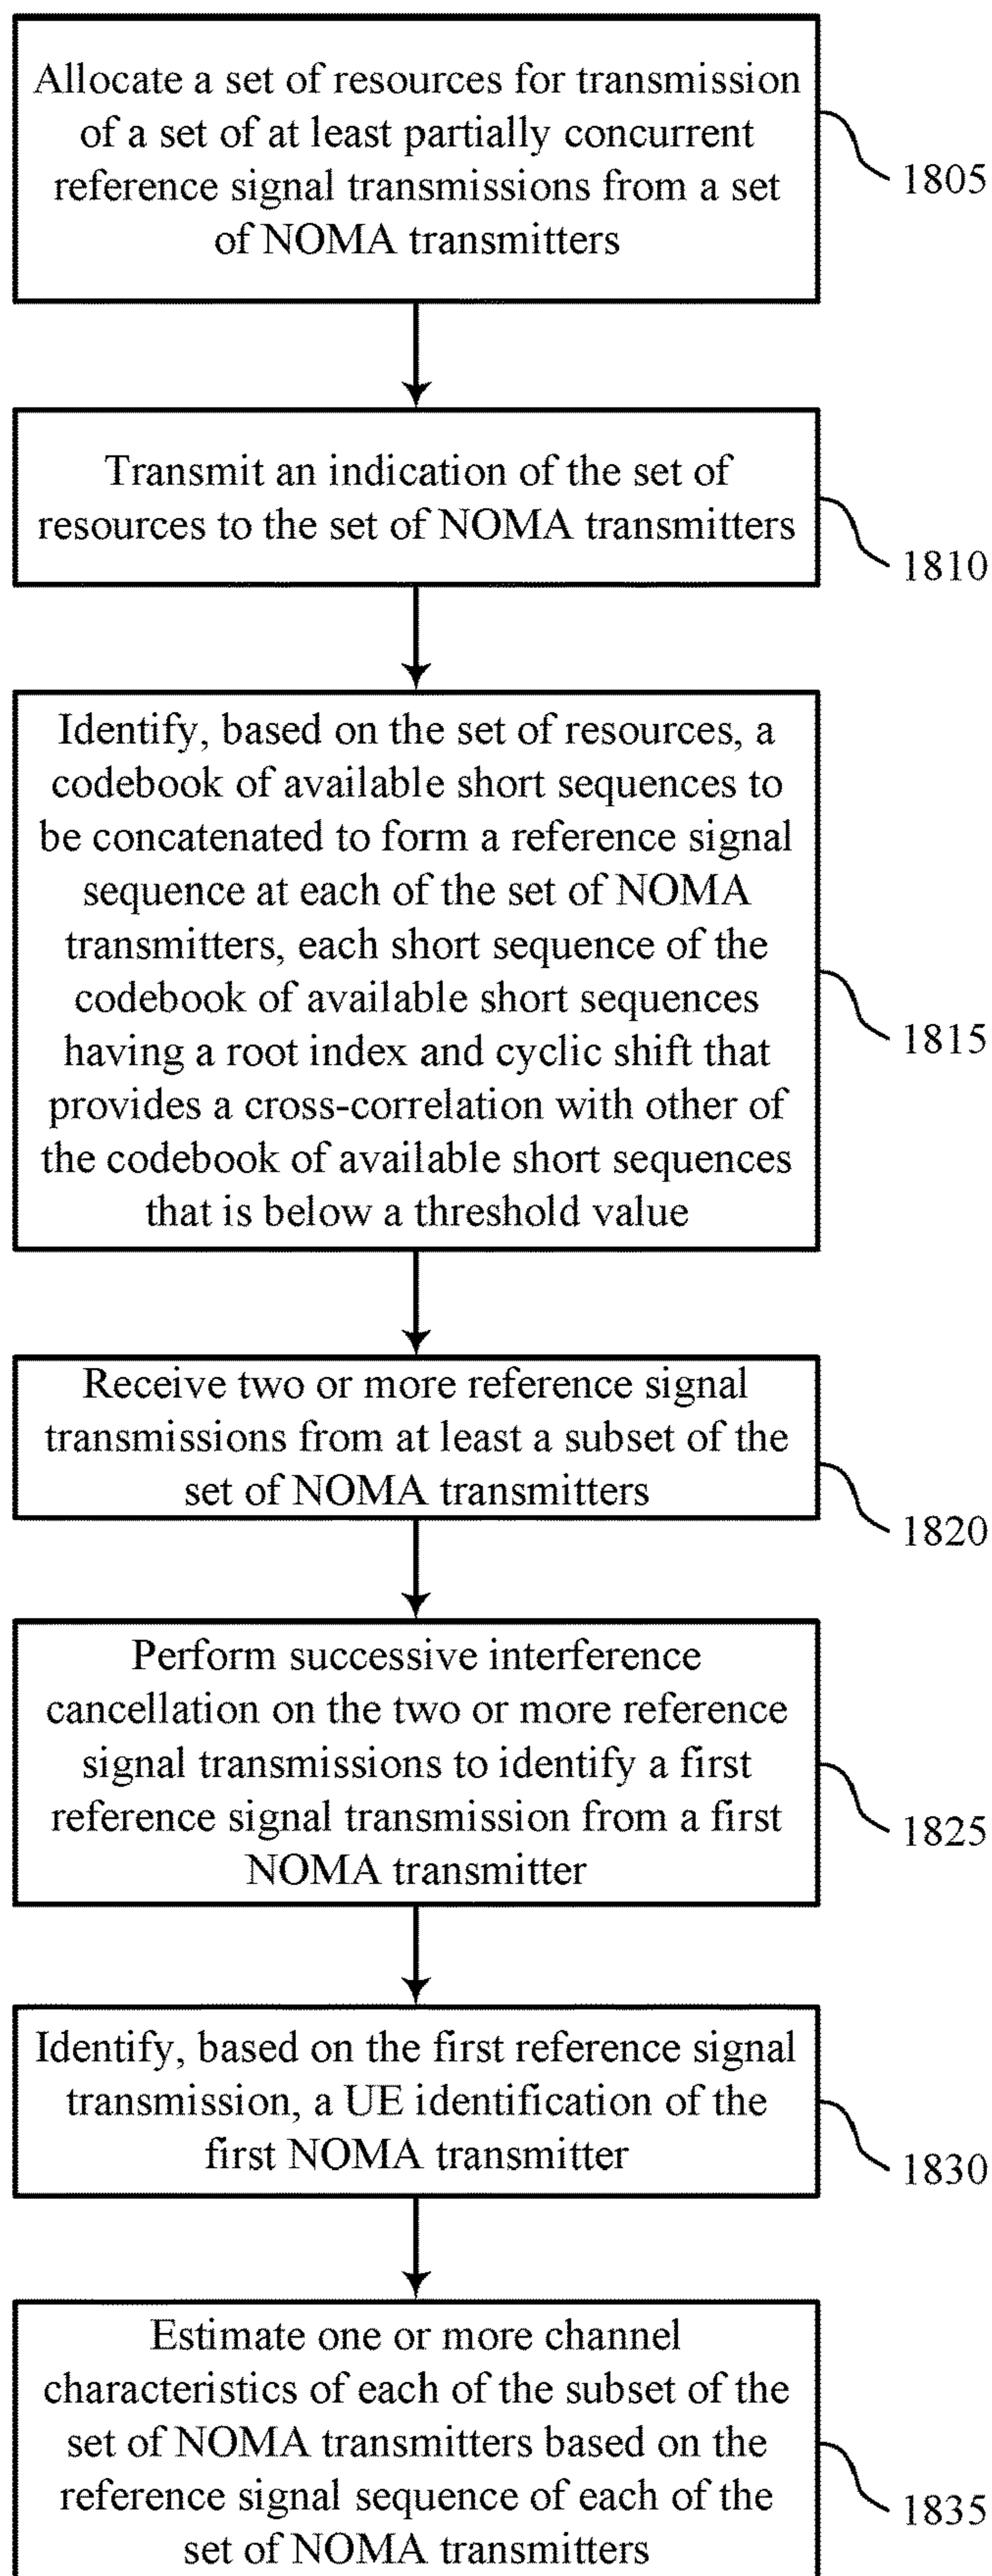 Allocate a set of resources for transmission
of a set of at least partially concurrent
reference signal transmissions from a set
of NOMA transmitters
1805
Transmit an indication of the set of
resources to the set of NOMA transmitters
1810
Identify, based on the set of resources, a
codebook of available short sequences to
be concatenated to form a reference signal
sequence at each of the set of NOMA
transmitters, each short sequence of the
codebook of available short sequences
having a root index and cyclic shift that
provides a cross-correlation with other of
the codebook of available short sequences
that is below a threshold value
1815
Receive two or more reference signal
transmissions from at least a subset of the
set of NOMA transmitters
1820
Perform successive interference
cancellation on the two or more reference
signal transmissions to identify a first
reference signal transmission from a first
NOMA transmitter
1825
Identify, based on the first reference signal
transmission, a UE identification of the
first NOMA transmitter
1830
Estimate one or more channel
characteristics of each of the subset of the
set of NOMA transmitters based on the
reference signal sequence of each of the
set of NOMA transmitters
1835